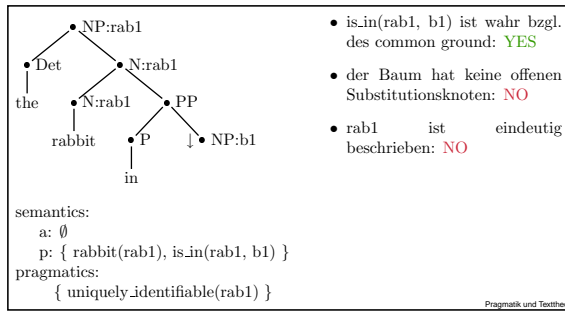 NP:rab1
Det N:rab1
the N:rab1 PP
rabbit P ↓ NP:b1
in
semantics:
a: ∅
p: { rabbit(rab1), is_in(rab1, b1) }
pragmatics:
{ uniquely_identifiable(rab1) }
• is_in(rab1, b1) ist wahr bzgl.
des common ground: YES
• der Baum hat keine offenen
Substitutionsknoten: NO
• rab1 ist eindeutig
beschrieben: NO
Pragmatik und Textthe